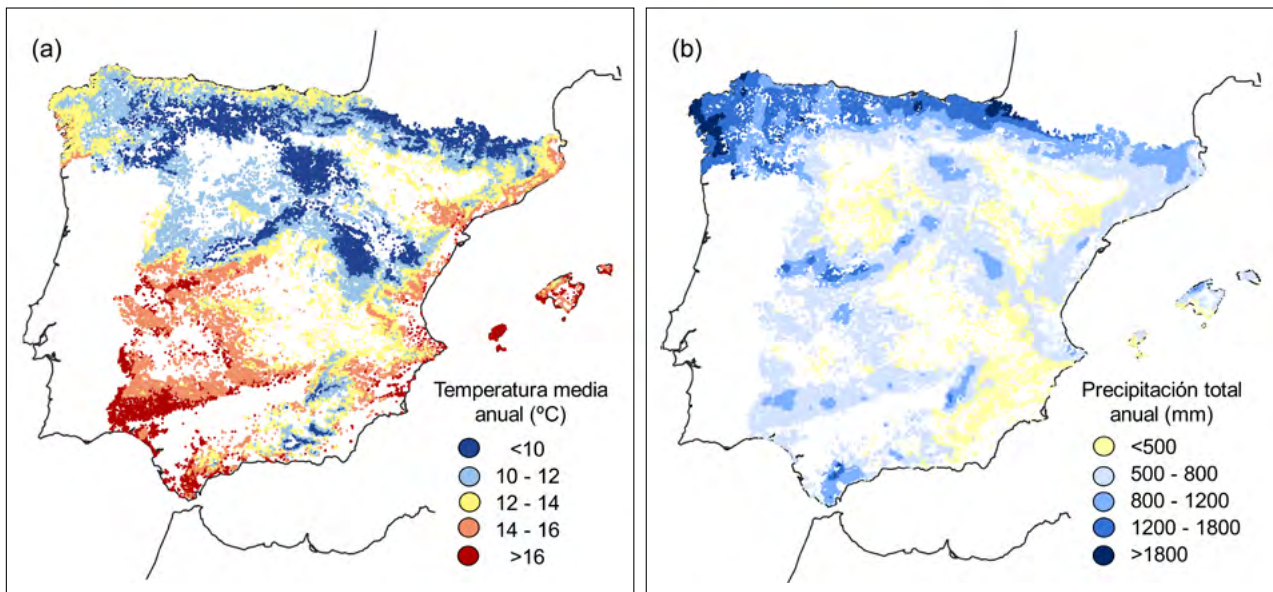 (a)
Temperatura media
anual (ºC)
<10
10 - 12
12 - 14
14 - 16
>16
(b)
Precipitación total
anual (mm)
<500
500 - 800
800 - 1200
1200 - 1800
>1800